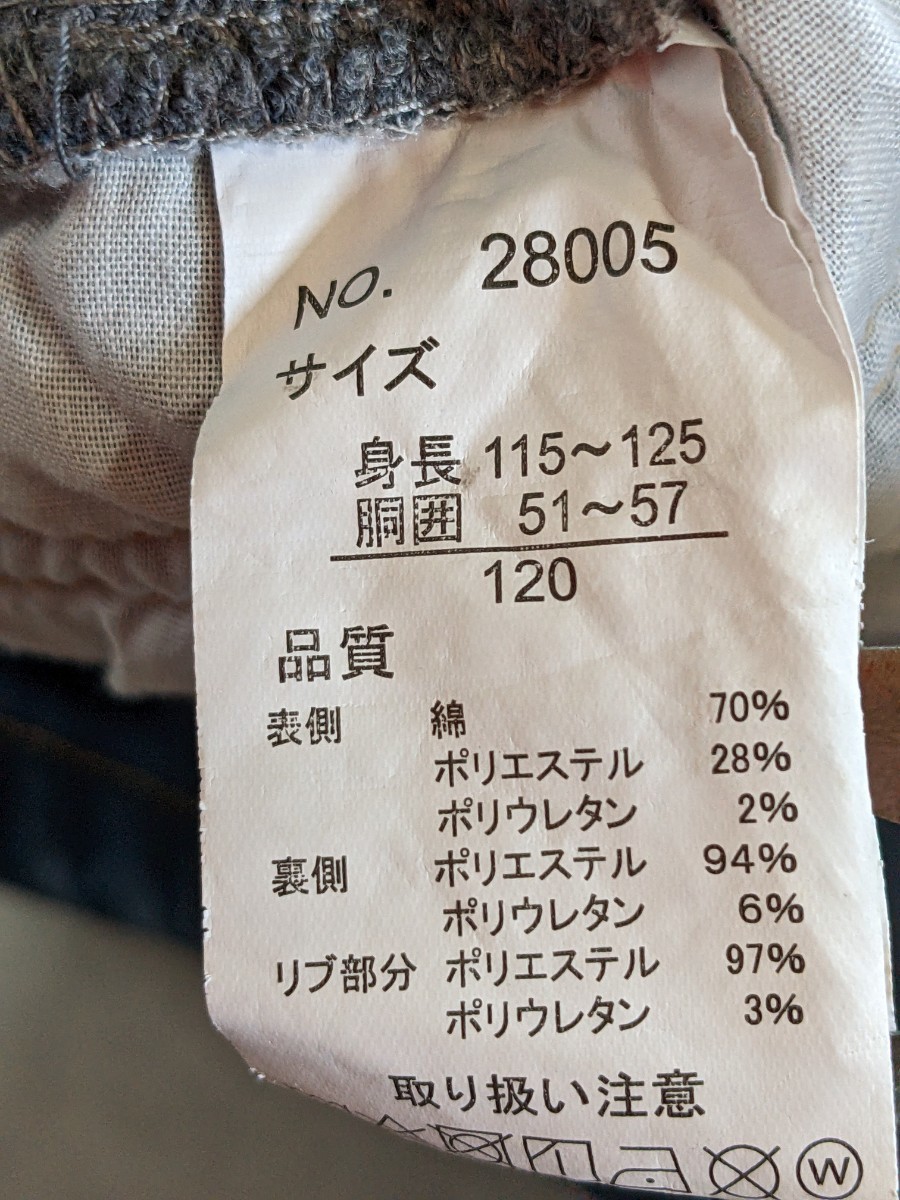 NO. 28005
サイズ
身長 115～125
胴囲 51～57
120
品質
表側 綿 70%
ポリエステル 28%
ポリウレタン 2%
裏側 ポリエステル 94%
ポリウレタン 6%
リブ部分 ポリエステル 97%
ポリウレタン 3%
取り扱い注意
W